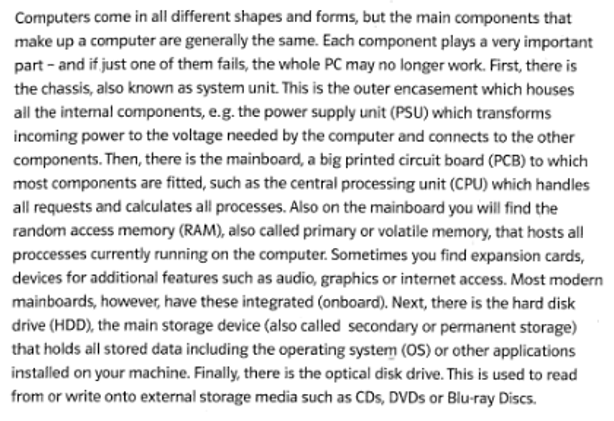 Computers come in all different shapes and forms, but the main components that
make up a computer are generally the same. Each component plays a very important
part – and if just one of them fails, the whole PC may no longer work. First, there is
the chassis, also known as system unit. This is the outer encasement which houses
all the internal components, e.g. the power supply unit (PSU) which transforms
incoming power to the voltage needed by the computer and connects to the other
components. Then, there is the mainboard, a big printed circuit board (PCB) to which
most components are fitted, such as the central processing unit (CPU) which handles
all requests and calculates all processes. Also on the mainboard you will find the
random access memory (RAM), also called primary or volatile memory, that hosts all
proccesses currently running on the computer. Sometimes you find expansion cards,
devices for additional features such as audio, graphics or internet access. Most modern
mainboards, however, have these integrated (onboard). Next, there is the hard disk
drive (HDD), the main storage device (also called secondary or permanent storage)
that holds all stored data including the operating system (OS) or other applications
installed on your machine. Finally, there is the optical disk drive. This is used to read
from or write onto external storage media such as CDs, DVDs or Blu-ray Discs.